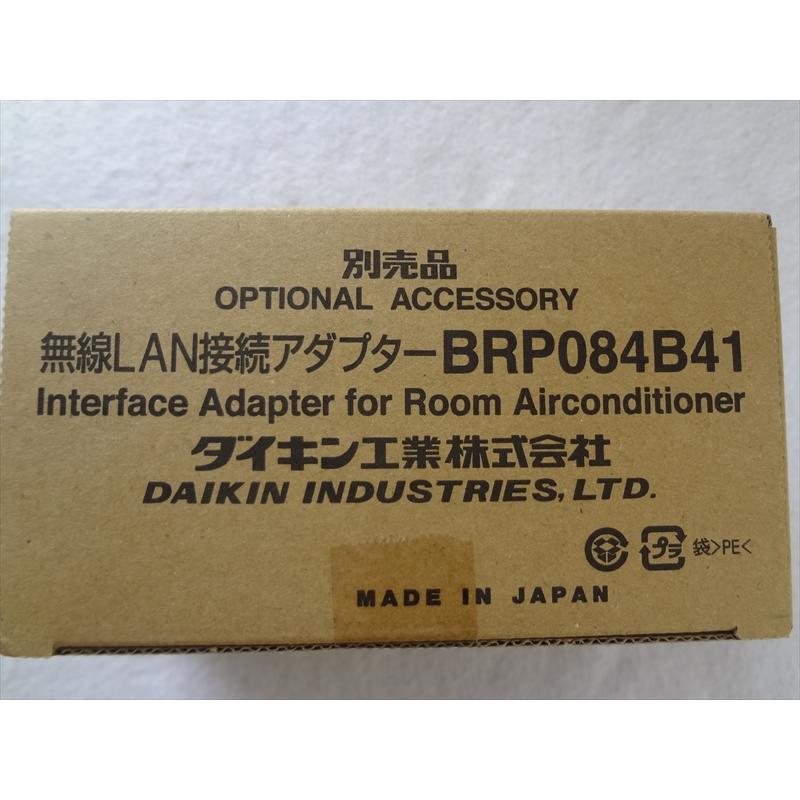 別売品
OPTIONAL ACCESSORY
無線LAN接続アダプターBRP084B41
Interface Adapter for Room Airconditioner
ダイキン工業株式会社
DAIKIN INDUSTRIES, LTD.
プラ 袋>PE<
MADE IN JAPAN